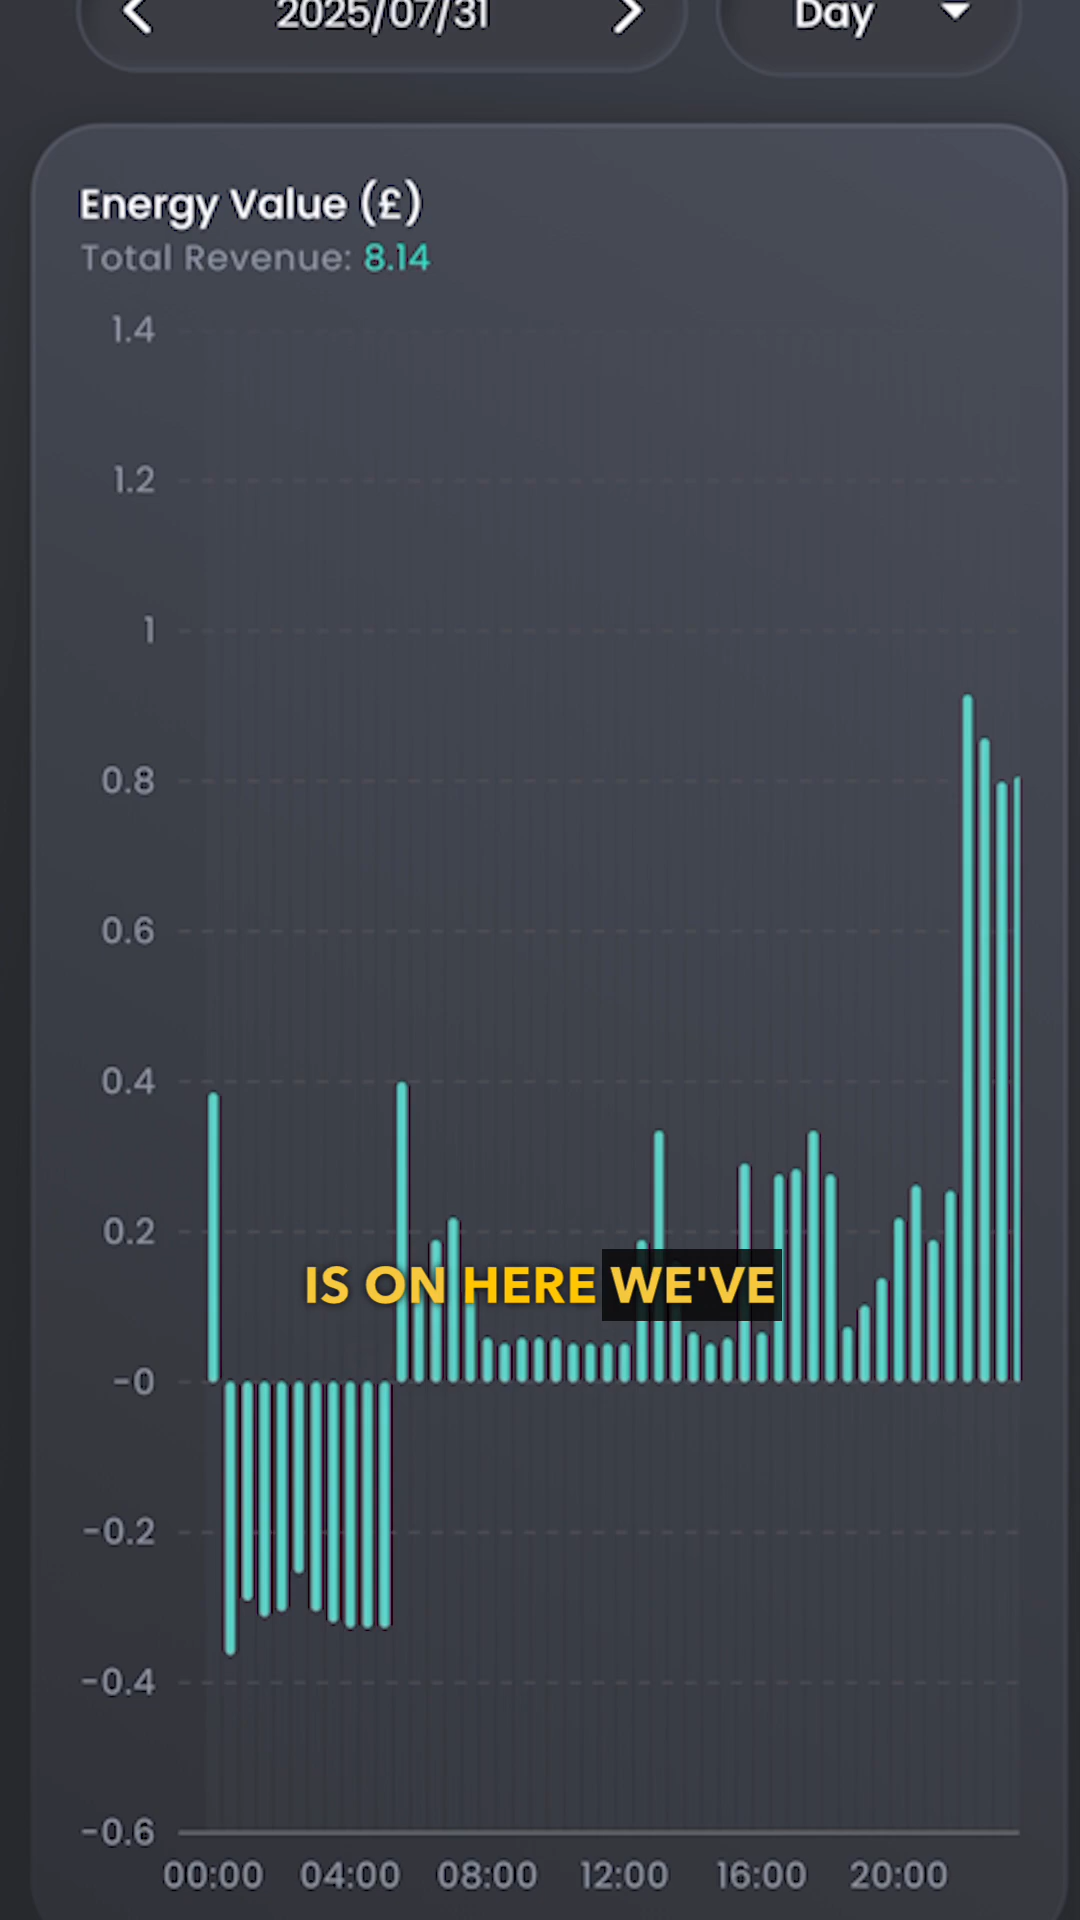 2025/07/31 Day
Energy Value (£)
Total Revenue: 8.14
1.4
1.2
1
0.8
0.6
0.4
0.2
IS ON HERE WE'VE
-0
-0.2
-0.4
-0.6
00:00 04:00 08:00 12:00 16:00 20:00